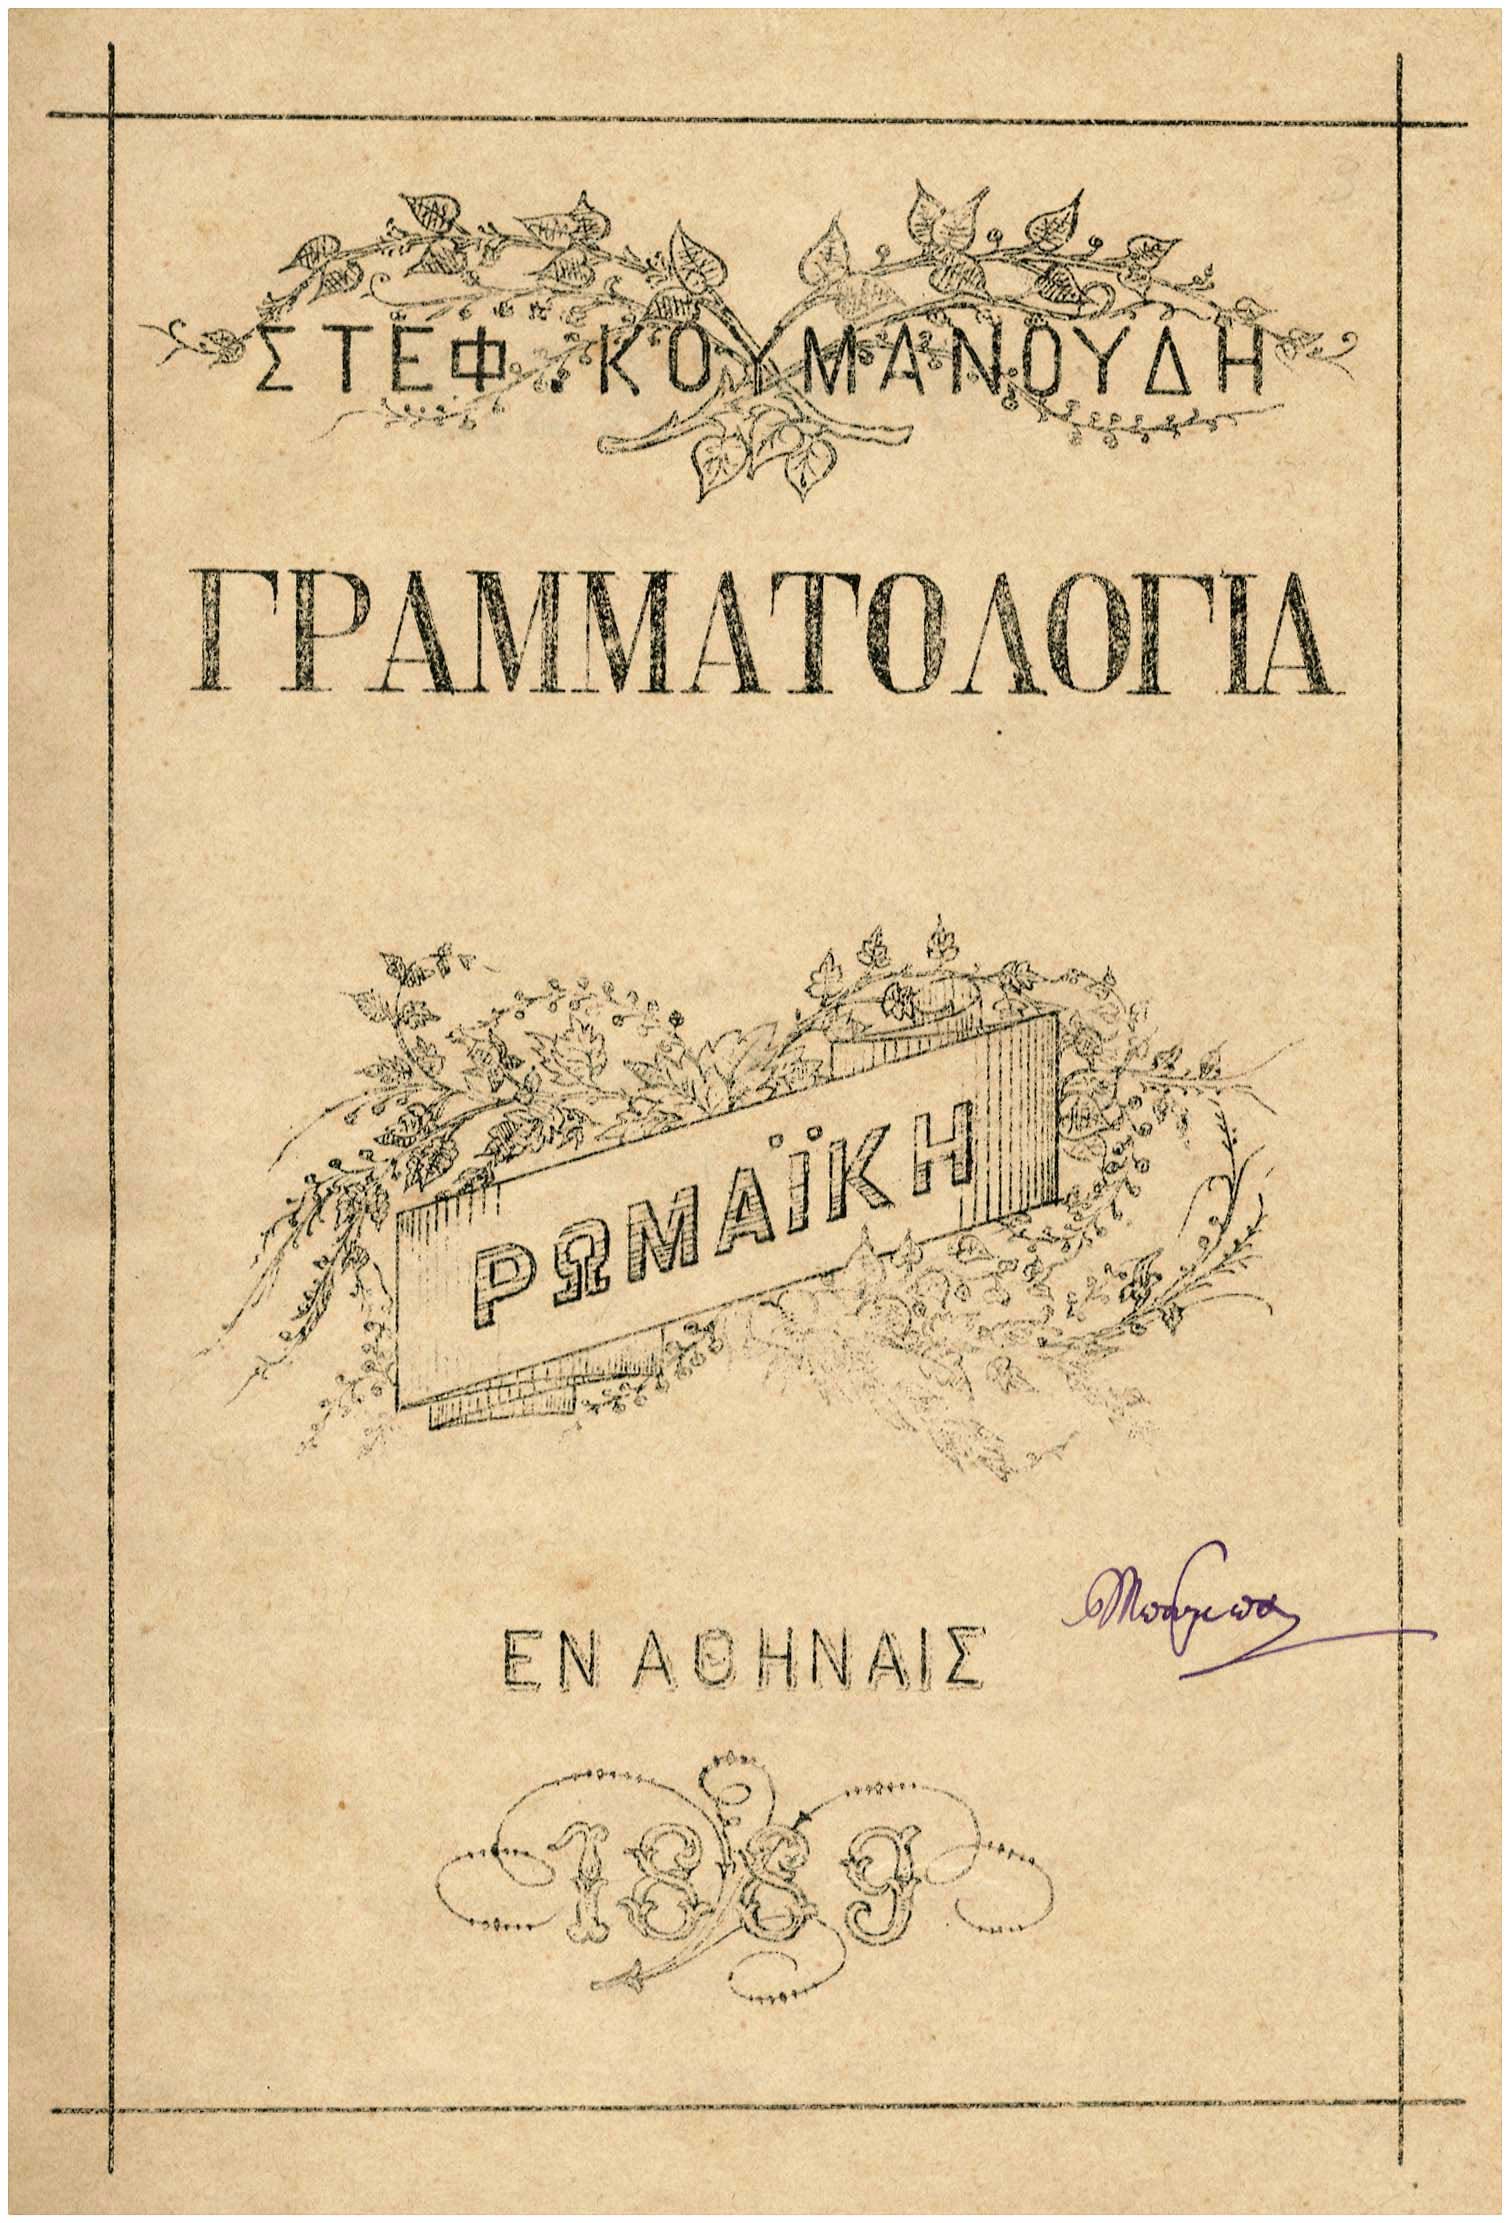 ΣΤΕΦ. ΚΟΥΜΑΝΟΥΔΗ
ΓΡΑΜΜΑΤΟΛΟΓΙΑ
ΡΩΜΑΪΚΗ
ΕΝ ΑΘΗΝΑΙΣ
1889